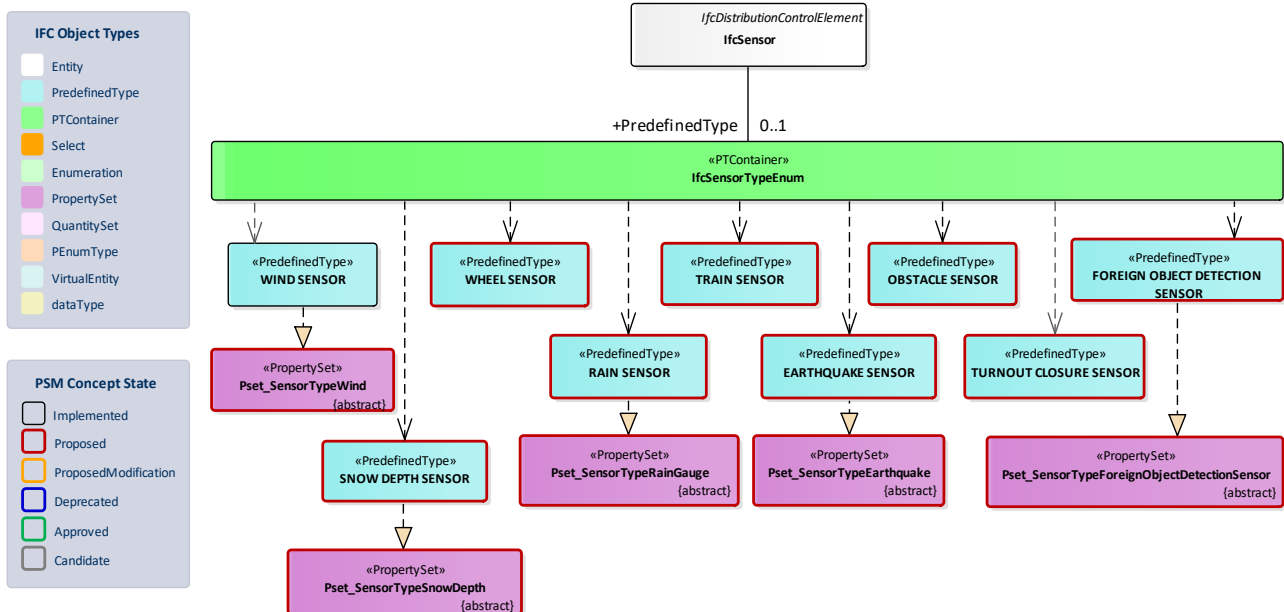 IFC Object Types
Entity
PredefinedType
PTContainer
Select
Enumeration
PropertySet
QuantitySet
PEnumType
VirtualEntity
dataType
PSM Concept State
Implemented
Proposed
ProposedModification
Deprecated
Approved
Candidate
IfcDistributionControlElement
IfcSensor
+PredefinedType 0..1
«PTContainer»
IfcSensorTypeEnum
«PredefinedType»
WIND SENSOR
«PredefinedType»
WHEEL SENSOR
«PredefinedType»
TRAIN SENSOR
«PredefinedType»
OBSTACLE SENSOR
«PredefinedType»
FOREIGN OBJECT DETECTION
SENSOR
«PropertySet»
Pset_SensorTypeWind
{abstract}
«PredefinedType»
RAIN SENSOR
«PredefinedType»
EARTHQUAKE SENSOR
«PredefinedType»
TURNOUT CLOSURE SENSOR
«PredefinedType»
SNOW DEPTH SENSOR
«PropertySet»
Pset_SensorTypeRainGauge
{abstract}
«PropertySet»
Pset_SensorTypeEarthquake
{abstract}
«PropertySet»
Pset_SensorTypeForeignObjectDetectionSensor
{abstract}
«PropertySet»
Pset_SensorTypeSnowDepth
{abstract}